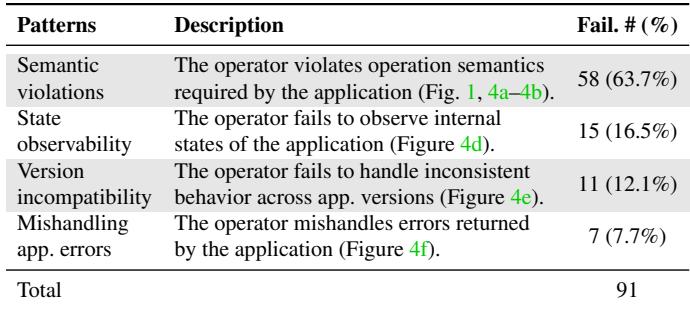 Patterns Description Fail. # (%)
Semantic violations The operator violates operation semantics required by the application (Fig. 1, 4a–4b). 58 (63.7%)
State observability The operator fails to observe internal states of the application (Figure 4d). 15 (16.5%)
Version incompatibility The operator fails to handle inconsistent behavior across app. versions (Figure 4e). 11 (12.1%)
Mishandling app. errors The operator mishandles errors returned by the application (Figure 4f). 7 (7.7%)
Total 91